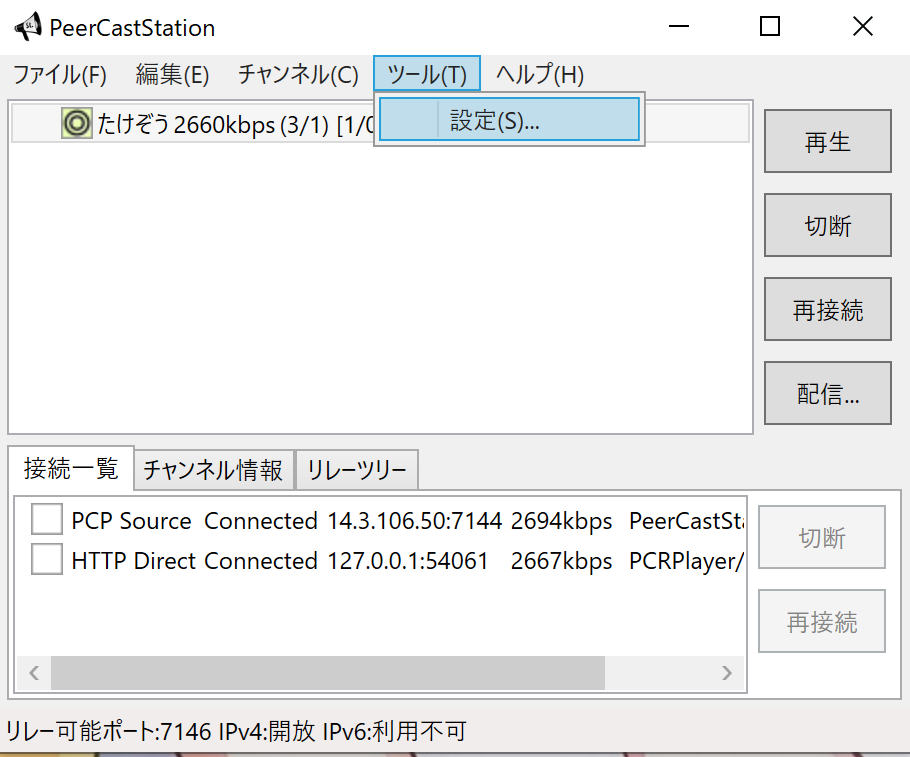 PeerCastStation
ファイル(F) 編集(E) チャンネル(C) ツール(T) ヘルプ(H)
設定(S)...
たけぞう 2660kbps (3/1) [1/0
再生
切断
再接続
配信...
接続一覧 チャンネル情報 リレーツリー
PCP Source Connected 14.3.106.50:7144 2694kbps PeerCastSta
HTTP Direct Connected 127.0.0.1:54061 2667kbps PCRPlayer/
切断
再接続
リレー可能ポート:7146 IPv4:開放 IPv6:利用不可